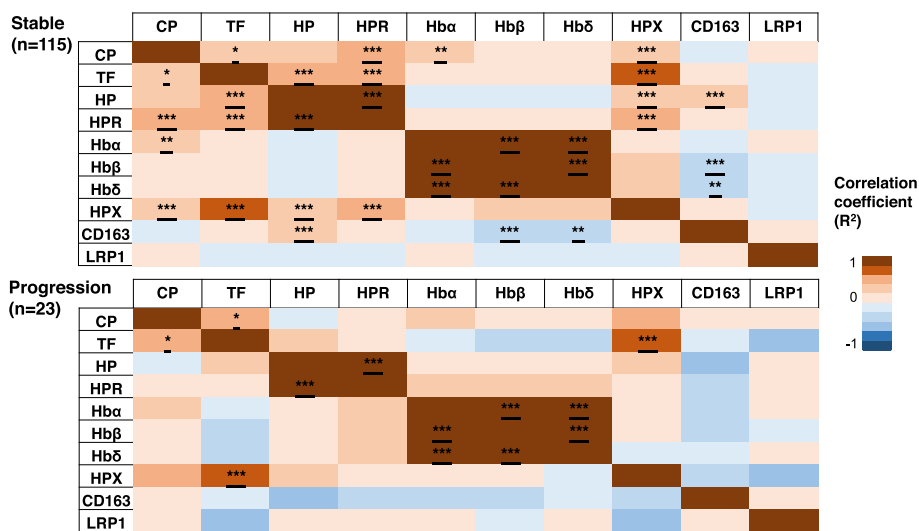 Stable
(n=115)
CP TF HP HPR Hbα Hbβ Hbδ HPX CD163 LRP1
CP * *** ** ***
TF * *** *** ***
HP *** *** *** ***
HPR *** *** *** ***
Hbα ** *** ***
Hbβ *** *** ***
Hbδ *** *** **
HPX *** *** *** ***
CD163 *** *** **
LRP1
Correlation
coefficient
(R²)
1
0
-1
Progression
(n=23)
CP TF HP HPR Hbα Hbβ Hbδ HPX CD163 LRP1
CP *
TF * ***
HP ***
HPR ***
Hbα *** ***
Hbβ *** ***
Hbδ *** ***
HPX ***
CD163
LRP1